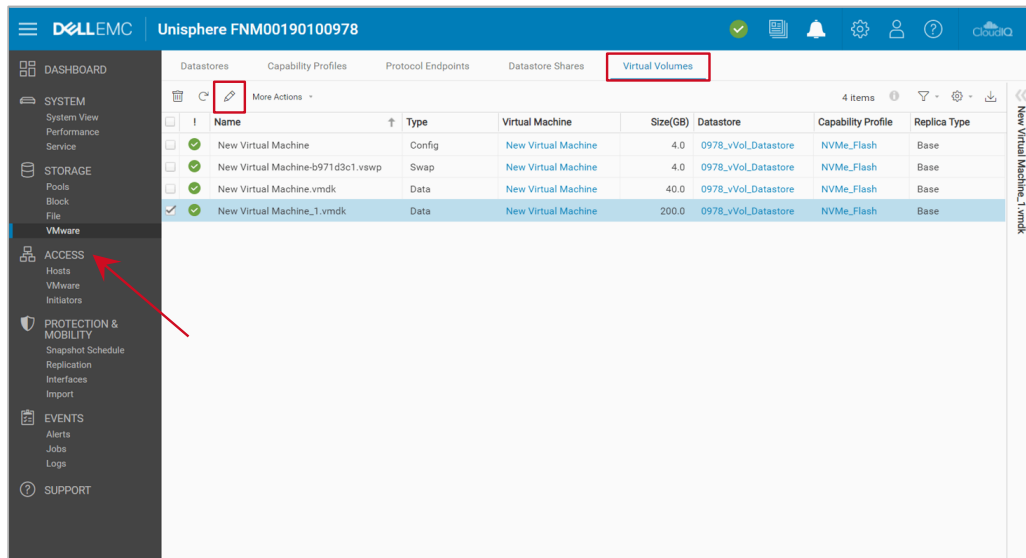 DELLEMC Unisphere FNM00190100978 CloudIQ
DASHBOARD
SYSTEM
System View
Performance
Service
STORAGE
Pools
Block
File
VMware
ACCESS
Hosts
VMware
Initiators
PROTECTION &
MOBILITY
Snapshot Schedule
Replication
Interfaces
Import
EVENTS
Alerts
Jobs
Logs
SUPPORT
Datastores Capability Profiles Protocol Endpoints Datastore Shares Virtual Volumes
More Actions 4 items
! Name Type Virtual Machine Size(GB) Datastore Capability Profile Replica Type
New Virtual Machine Config New Virtual Machine 4.0 0978_vVol_Datastore NVMe_Flash Base
New Virtual Machine-b971d3c1.vswp Swap New Virtual Machine 4.0 0978_vVol_Datastore NVMe_Flash Base
New Virtual Machine.vmdk Data New Virtual Machine 40.0 0978_vVol_Datastore NVMe_Flash Base
New Virtual Machine_1.vmdk Data New Virtual Machine 200.0 0978_vVol_Datastore NVMe_Flash Base
New Virtual Machine_1.vmdk